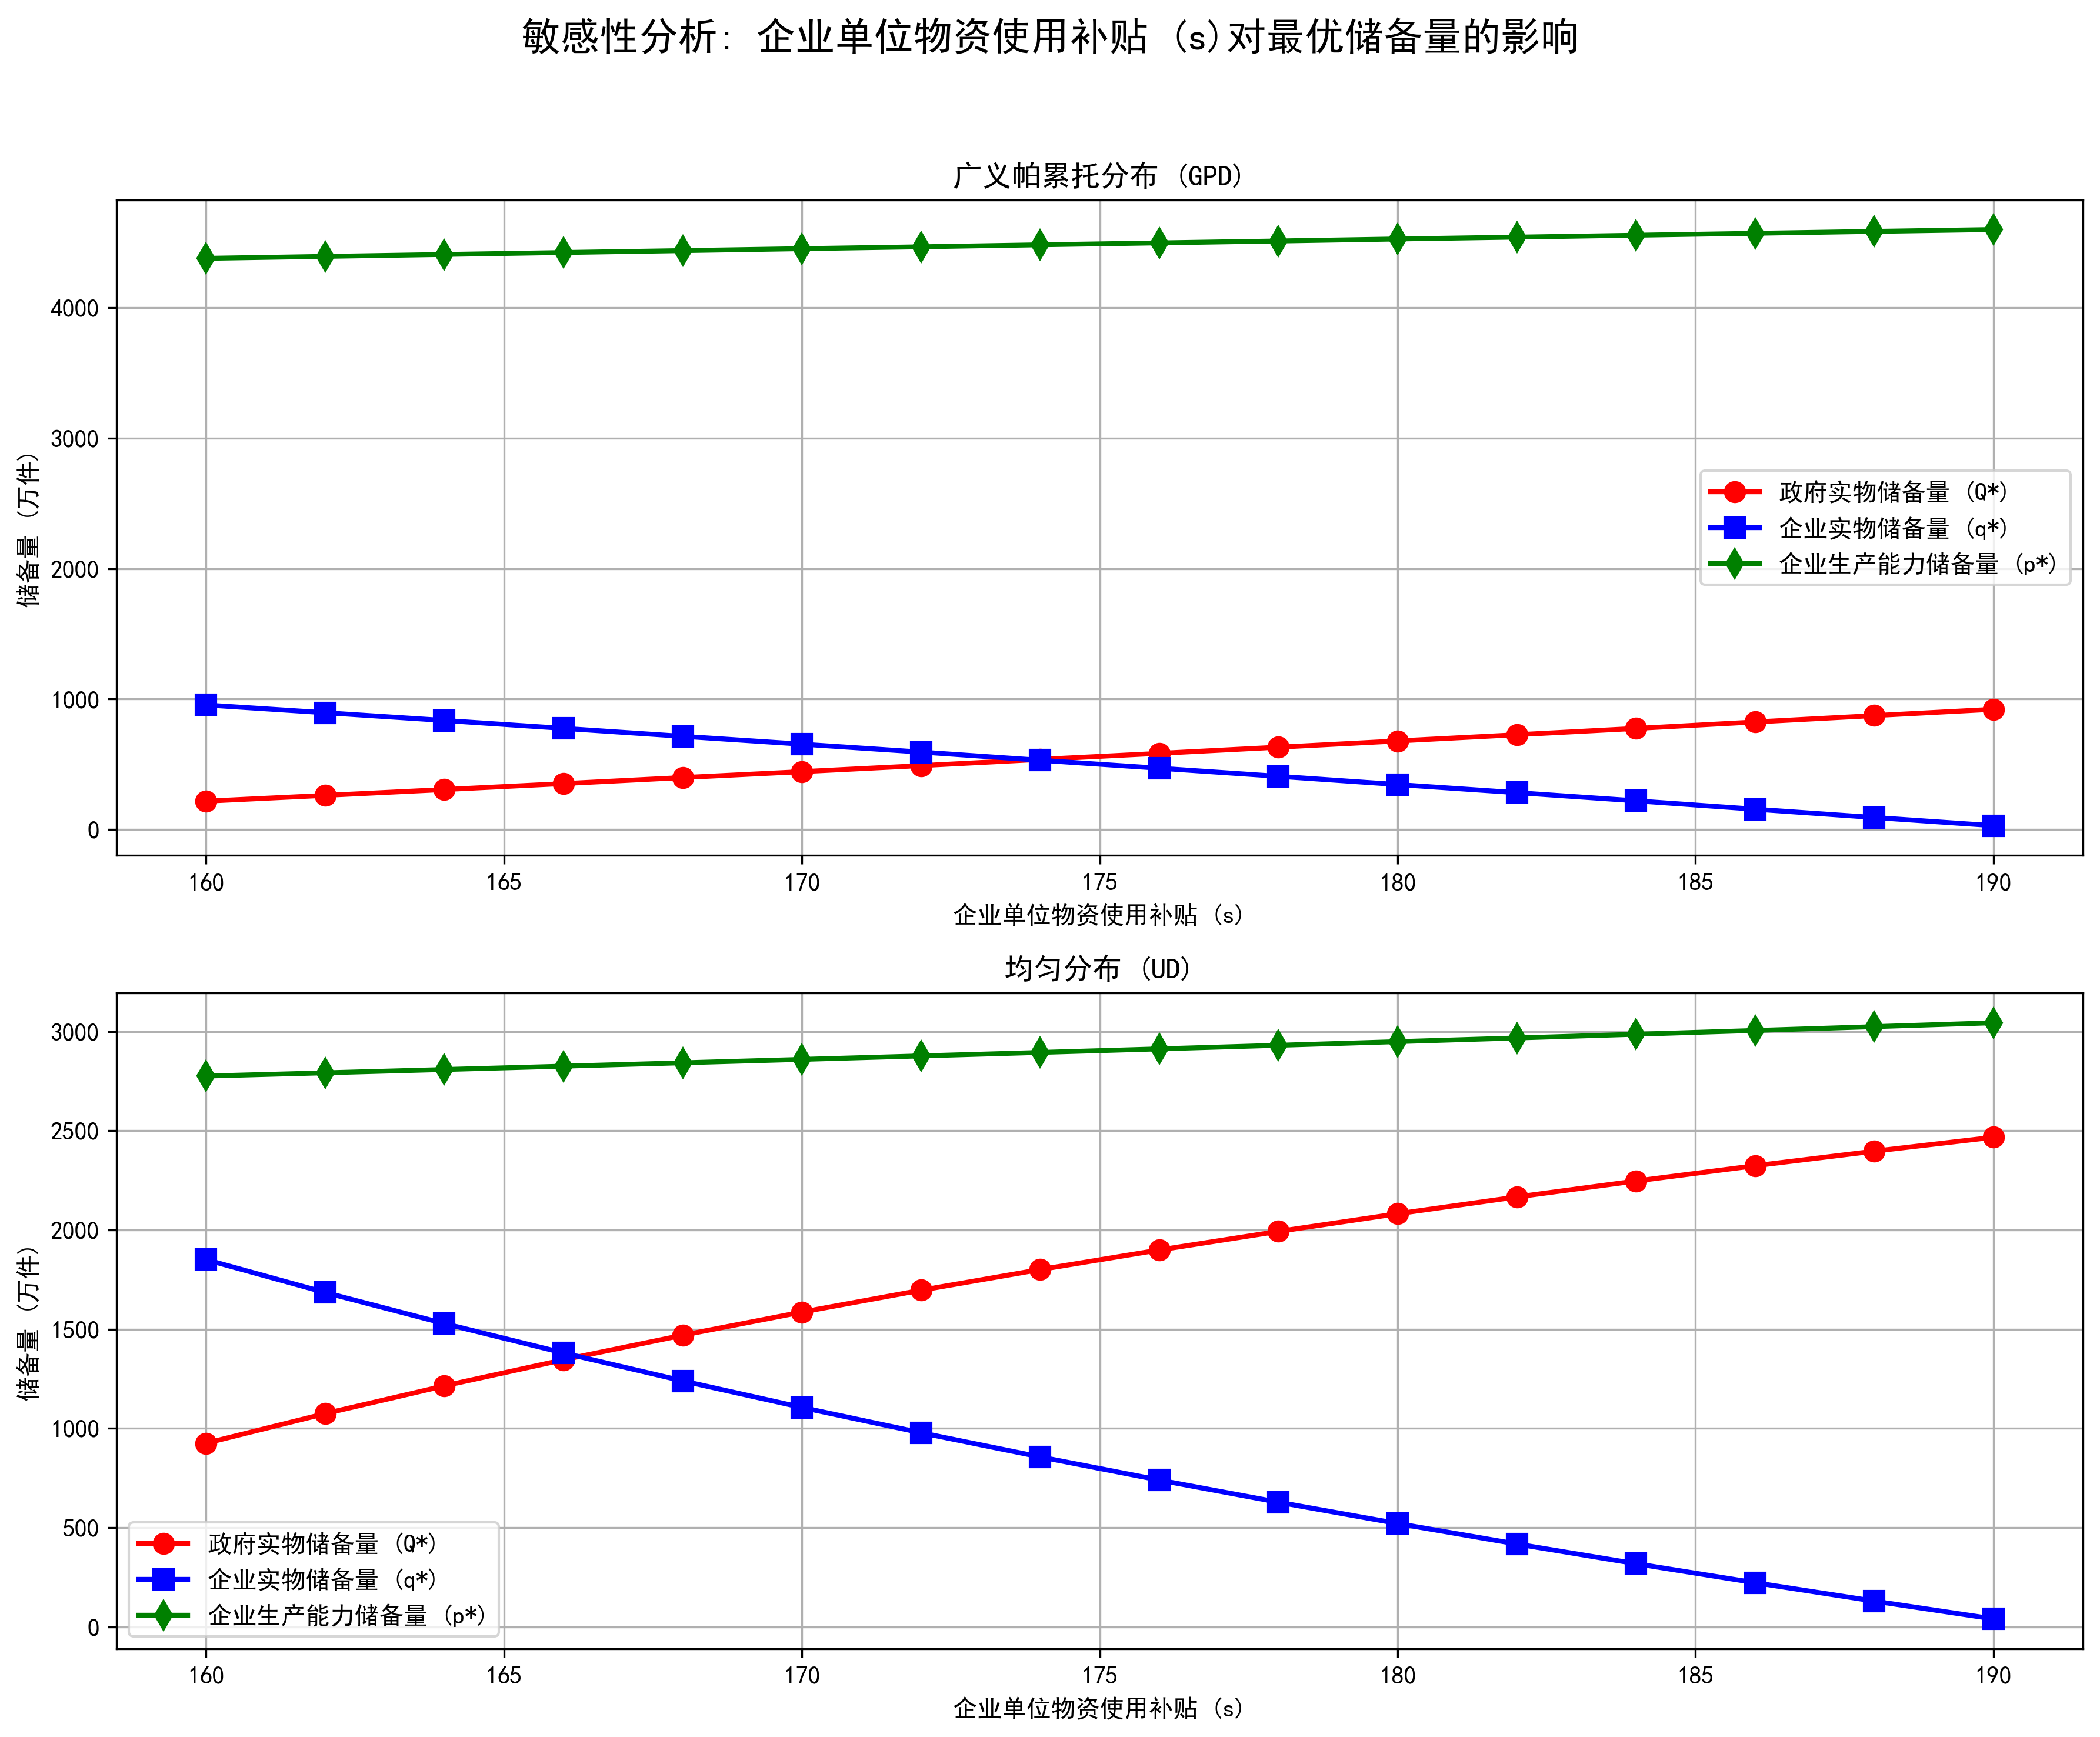 敏感性分析: 企业单位物资使用补贴 (s)对最优储备量的影响
广义帕累托分布 (GPD)
储备量 (万件)
4000
3000
2000
1000
0
政府实物储备量 (Q*)
企业实物储备量 (q*)
企业生产能力储备量 (p*)
160 165 170 175 180 185 190
企业单位物资使用补贴 (s)
均匀分布 (UD)
储备量 (万件)
3000
2500
2000
1500
1000
500
0
政府实物储备量 (Q*)
企业实物储备量 (q*)
企业生产能力储备量 (p*)
160 165 170 175 180 185 190
企业单位物资使用补贴 (s)